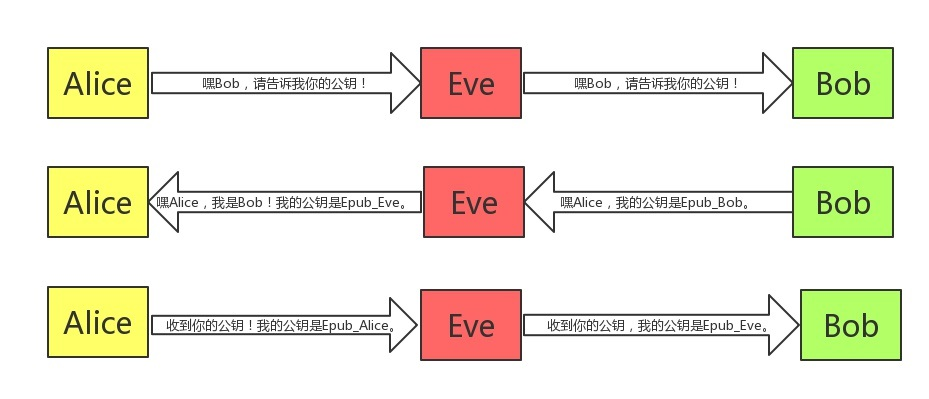 Alice
嘿Bob，请告诉我你的公钥！
Eve
嘿Bob，请告诉我你的公钥！
Bob
Alice
嘿Alice，我是Bob！我的公钥是Epub_Eve。
Eve
嘿Alice，我的公钥是Epub_Bob。
Bob
Alice
收到你的公钥！我的公钥是Epub_Alice。
Eve
收到你的公钥，我的公钥是Epub_Eve。
Bob